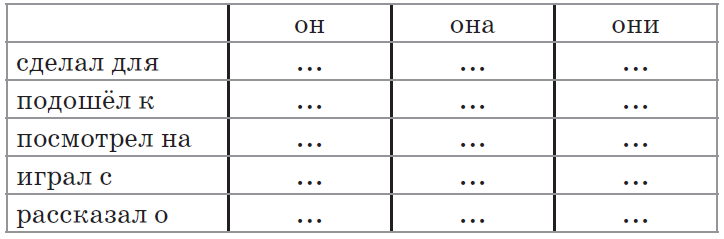 он она они
сделал для ... ... ...
подошёл к ... ... ...
посмотрел на ... ... ...
играл с ... ... ...
рассказал о ... ... ...